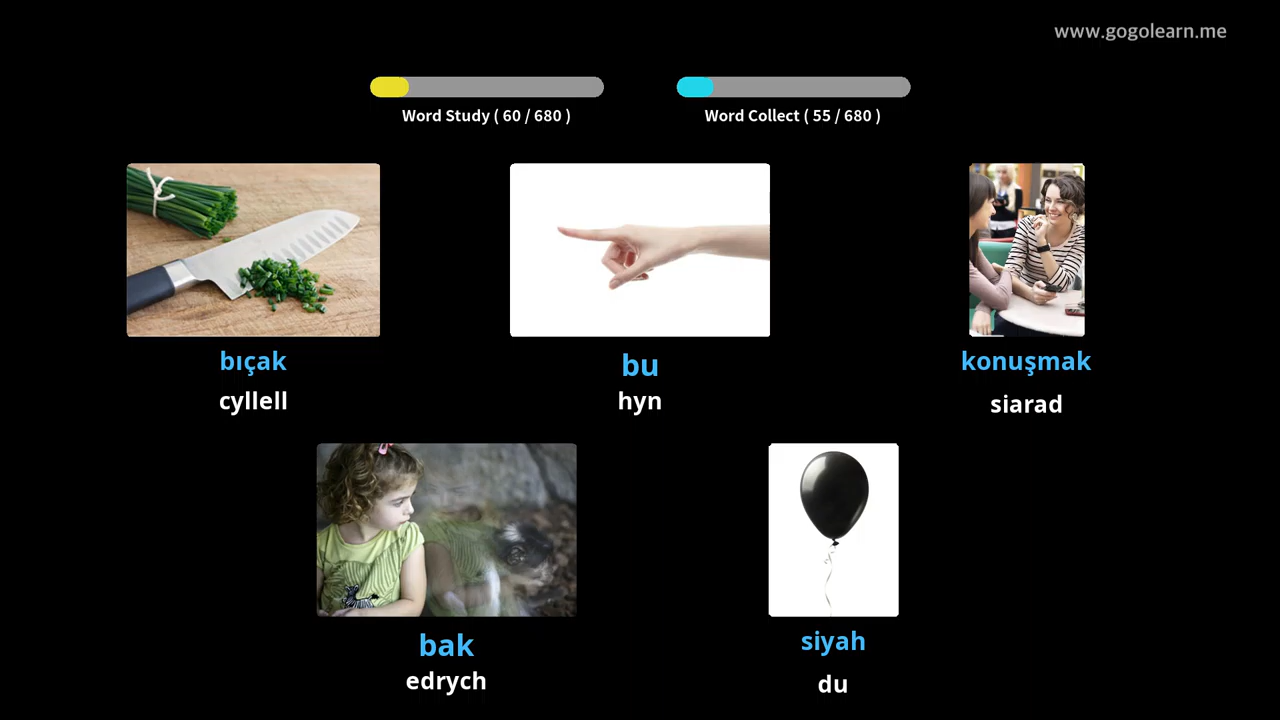 www.gogolearn.me
Word Study ( 60 / 680 )
Word Collect ( 55 / 680 )
bıçak
cyllell
bu
hyn
konuşmak
siarad
bak
edrych
siyah
du